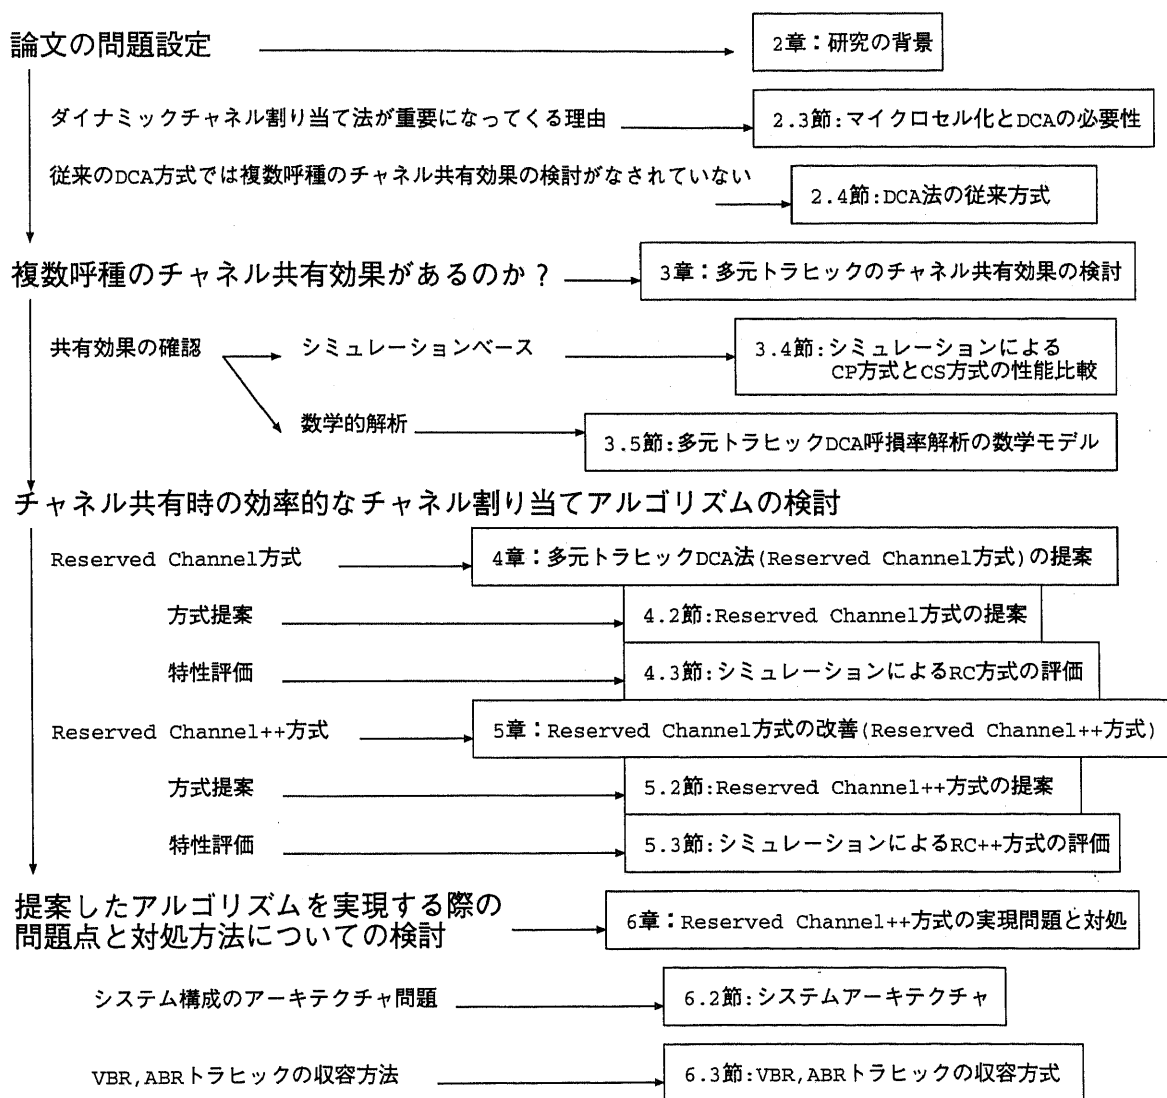 論文の問題設定
2章：研究の背景
ダイナミックチャネル割り当て法が重要になってくる理由
2.3節:マイクロセル化とDCAの必要性
従来のDCA方式では複数呼種のチャネル共有効果の検討がなされていない
2.4節:DCA法の従来方式
複数呼種のチャネル共有効果があるのか？
3章：多元トラヒックのチャネル共有効果の検討
共有効果の確認
シミュレーションベース
3.4節:シミュレーションによる
CP方式とCS方式の性能比較
数学的解析
3.5節:多元トラヒックDCA呼損率解析の数学モデル
チャネル共有時の効率的なチャネル割り当てアルゴリズムの検討
Reserved Channel方式
4章：多元トラヒックDCA法(Reserved Channel方式)の提案
方式提案
4.2節:Reserved Channel方式の提案
特性評価
4.3節:シミュレーションによるRC方式の評価
Reserved Channel++方式
5章：Reserved Channel方式の改善(Reserved Channel++方式)
方式提案
5.2節:Reserved Channel++方式の提案
特性評価
5.3節:シミュレーションによるRC++方式の評価
提案したアルゴリズムを実現する際の
問題点と対処方法についての検討
6章：Reserved Channel++方式の実現問題と対処
システム構成のアーキテクチャ問題
6.2節:システムアーキテクチャ
VBR,ABRトラヒックの収容方法
6.3節:VBR,ABRトラヒックの収容方式